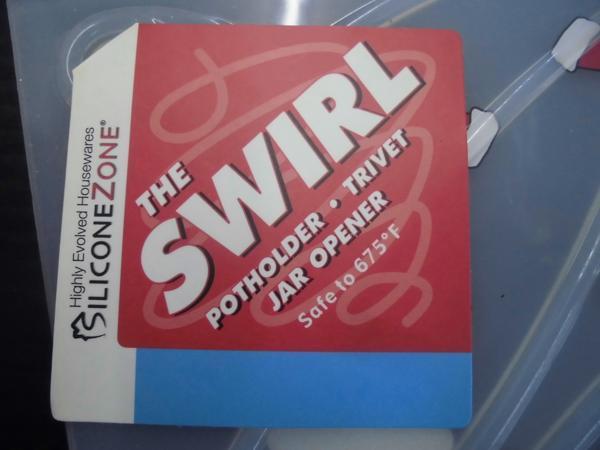 THE
SWIRL
POTHOLDER • TRIVET
JAR OPENER
Safe to 675°F
Highly Evolved Housewares
SILICONEZONE®